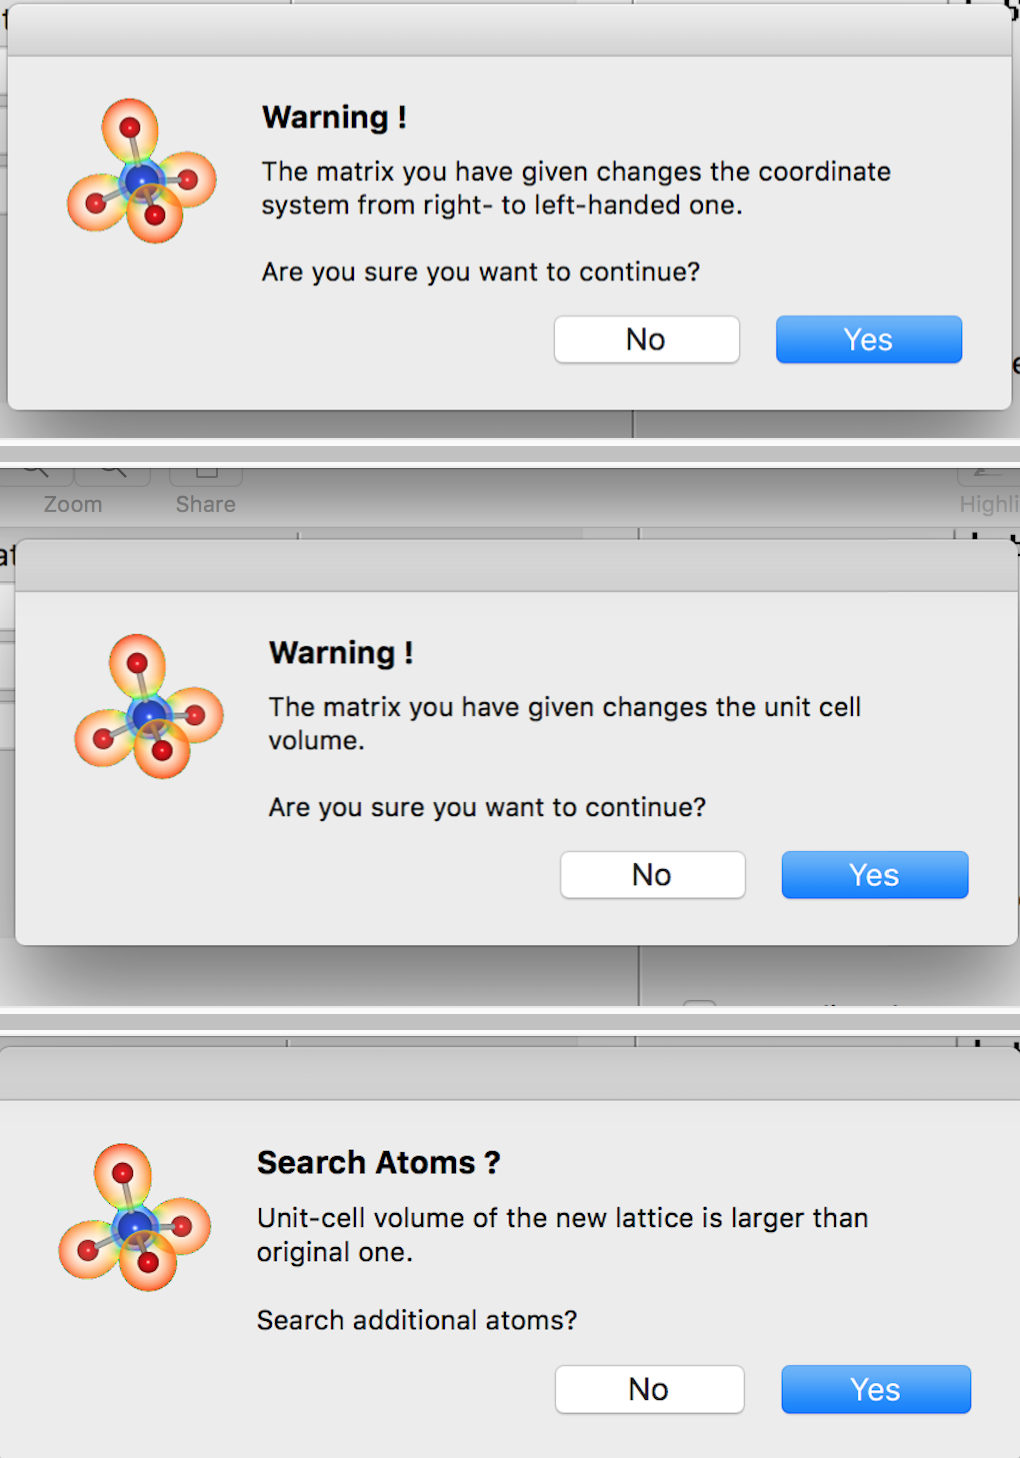 Warning !
The matrix you have given changes the coordinate
system from right- to left-handed one.
Are you sure you want to continue?
No
Yes
Zoom
Share
Warning !
The matrix you have given changes the unit cell
volume.
Are you sure you want to continue?
No
Yes
Search Atoms ?
Unit-cell volume of the new lattice is larger than
original one.
Search additional atoms?
No
Yes